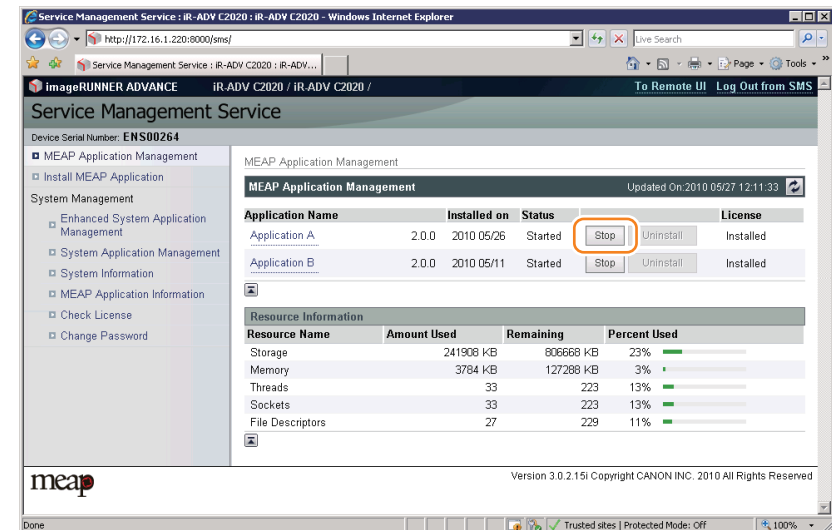 Service Management Service : iR-ADV C2020 : iR-ADV C2020 - Windows Internet Explorer
http://172.16.1.220:8000/sms/
Live Search
Service Management Service : iR-ADV C2020 : iR-ADV...
Page
Tools
»
imageRUNNER ADVANCE iR-ADV C2020 / iR-ADV C2020 /
To Remote UI Log Out from SMS
Service Management Service
Device Serial Number: ENS00264
MEAP Application Management
Install MEAP Application
System Management
Enhanced System Application
Management
System Application Management
System Information
MEAP Application Information
Check License
Change Password
MEAP Application Management
MEAP Application Management Updated On:2010 05/27 12:11:33
Application Name Installed on Status License
Application A 2.0.0 2010 05/26 Started Stop Uninstall Installed
Application B 2.0.0 2010 05/11 Started Stop Uninstall Installed
Resource Information
Resource Name Amount Used Remaining Percent Used
Storage 241908 KB 806668 KB 23%
Memory 3784 KB 127288 KB 3%
Threads 33 223 13%
Sockets 33 223 13%
File Descriptors 27 229 11%
meap
Version 3.0.2.15i Copyright CANON INC. 2010 All Rights Reserved
Done Trusted sites | Protected Mode: Off 100%